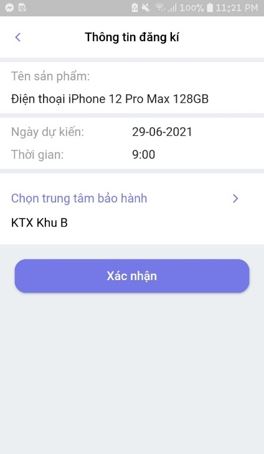 100% 11:21 PM
Thông tin đăng kí
Tên sản phẩm:
Điện thoại iPhone 12 Pro Max 128GB
Ngày dự kiến: 29-06-2021
Thời gian: 9:00
Chọn trung tâm bảo hành
KTX Khu B
Xác nhận